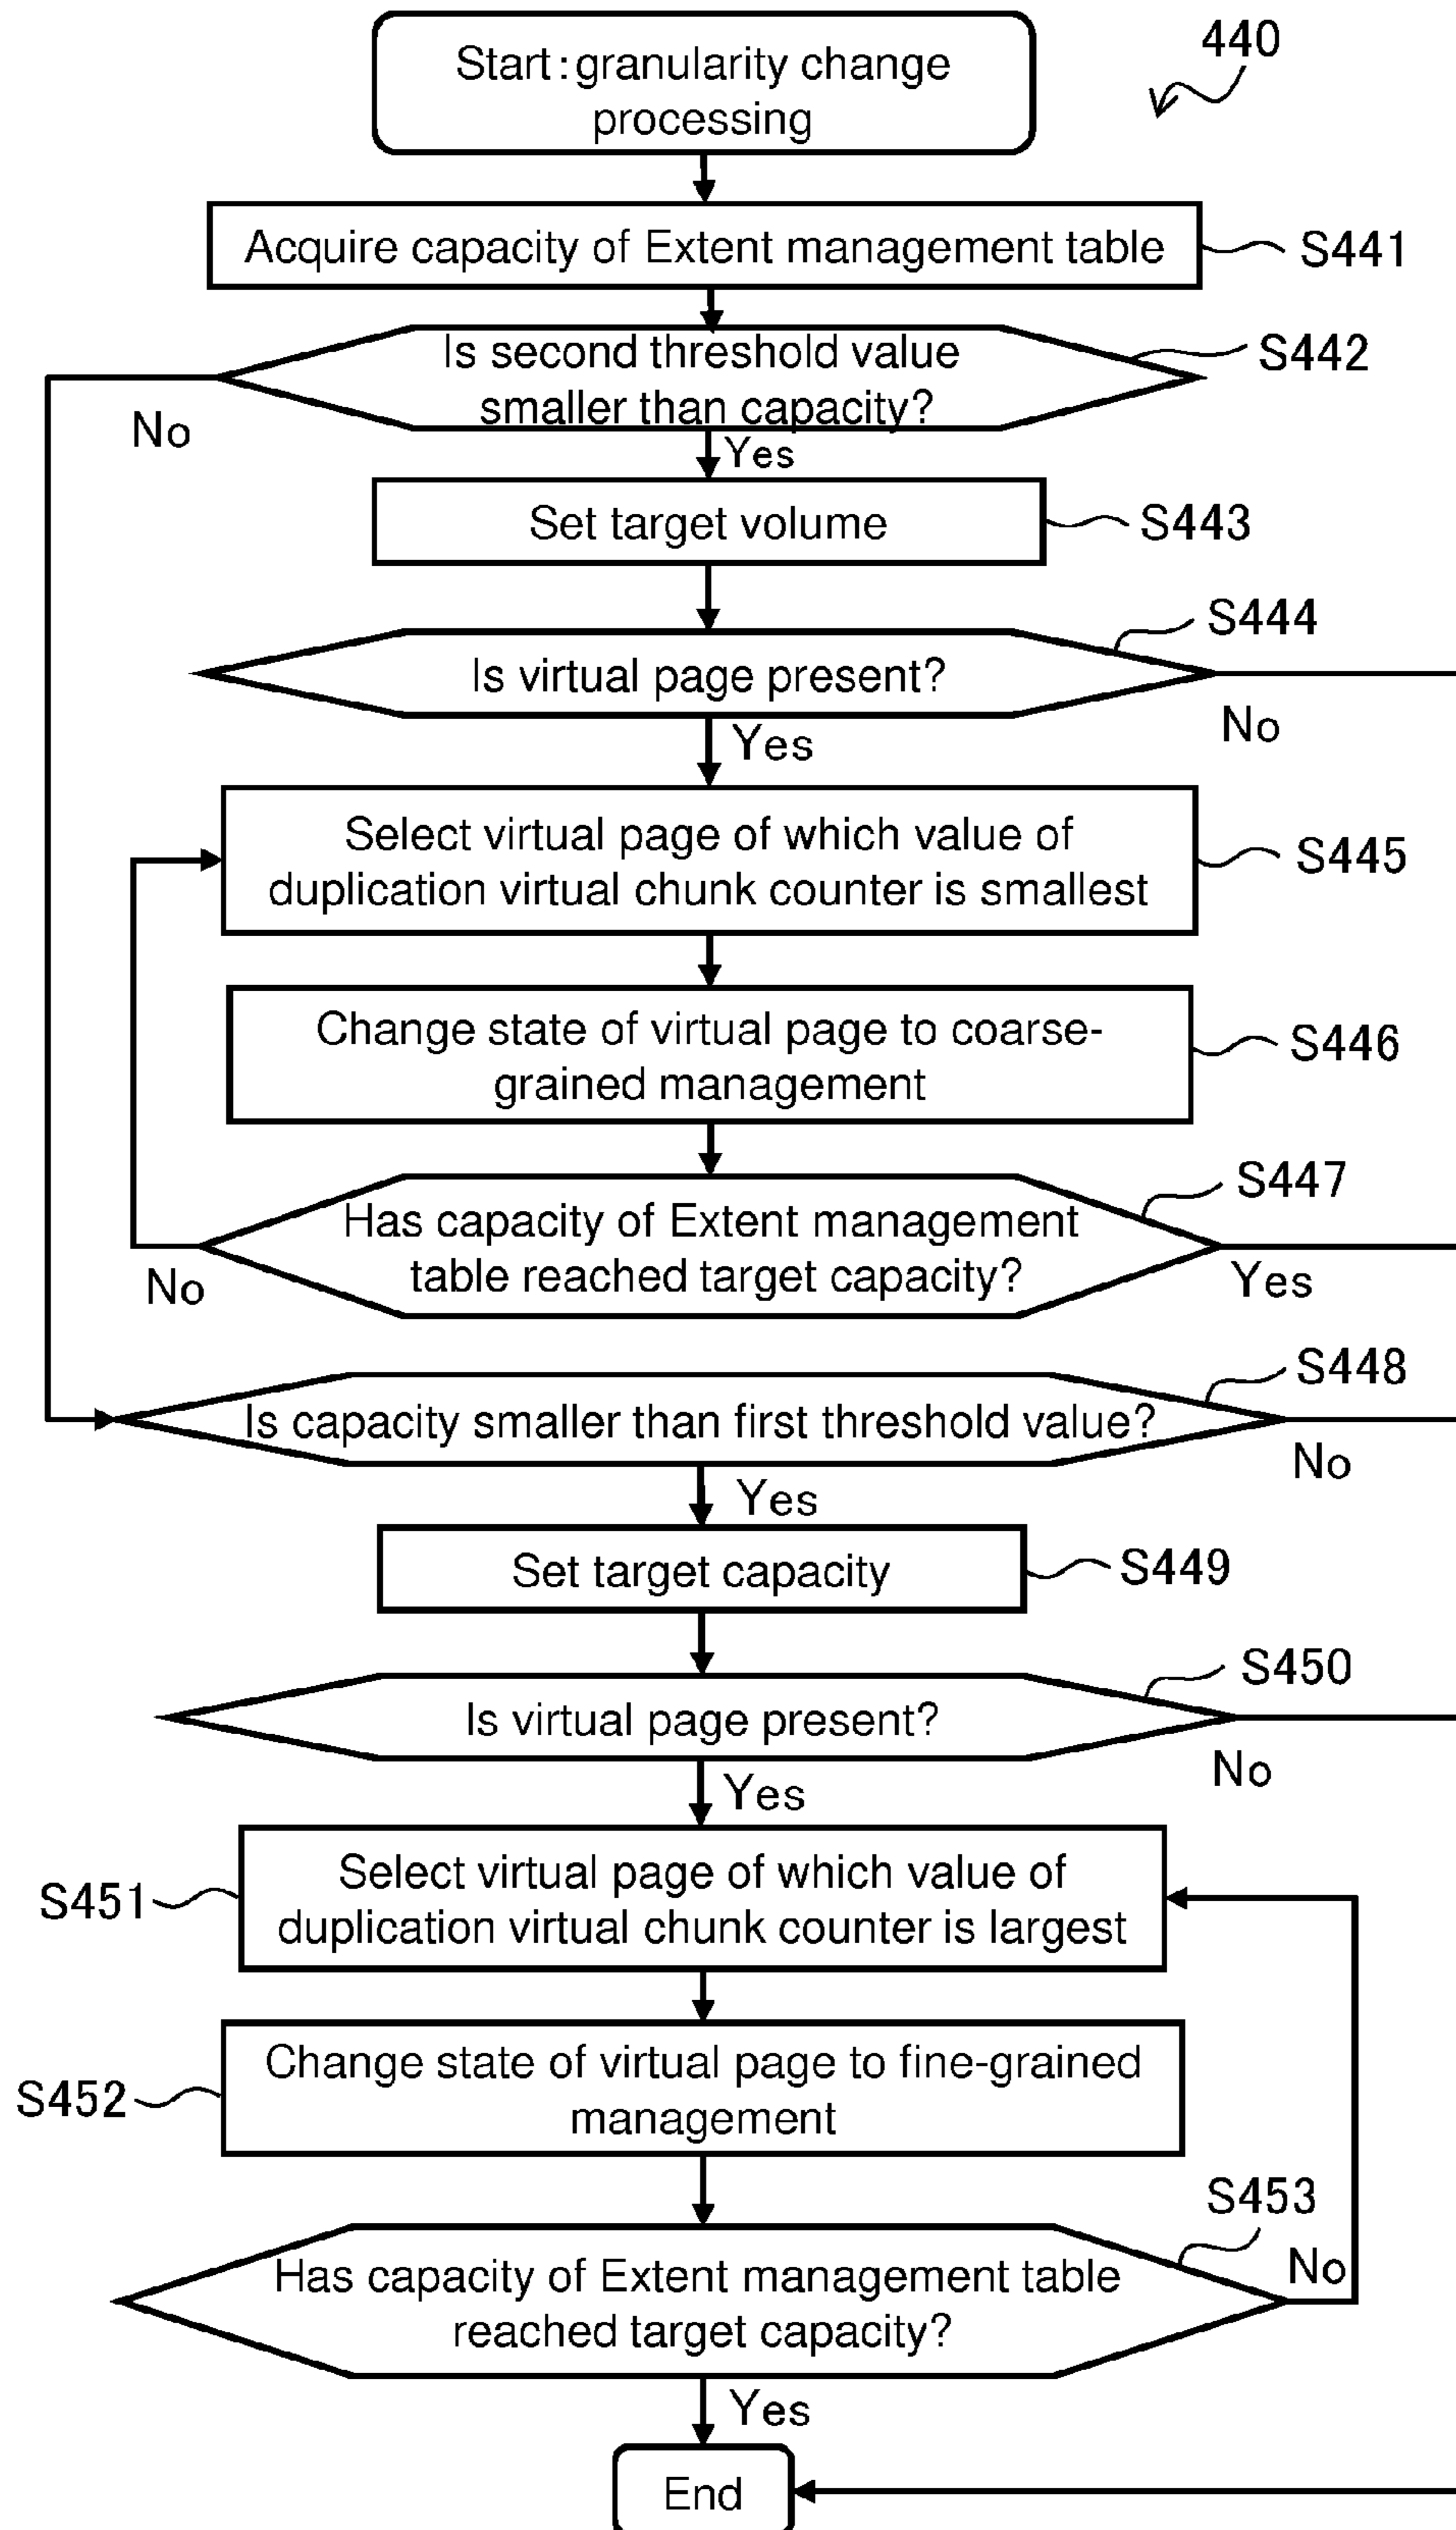 440
Start:granularity change
processing
Acquire capacity of Extent management table
S441
Is second threshold value
smaller than capacity?
S442
No
Yes
Set target volume
S443
Is virtual page present?
S444
No
Yes
Select virtual page of which value of
duplication virtual chunk counter is smallest
S445
Change state of virtual page to coarse-
grained management
S446
Has capacity of Extent management
table reached target capacity?
S447
No
Yes
Is capacity smaller than first threshold value?
S448
No
Yes
Set target capacity
S449
Is virtual page present?
S450
No
Yes
S451
Select virtual page of which value of
duplication virtual chunk counter is largest
S452
Change state of virtual page to fine-grained
management
S453
Has capacity of Extent management table
reached target capacity?
No
Yes
End